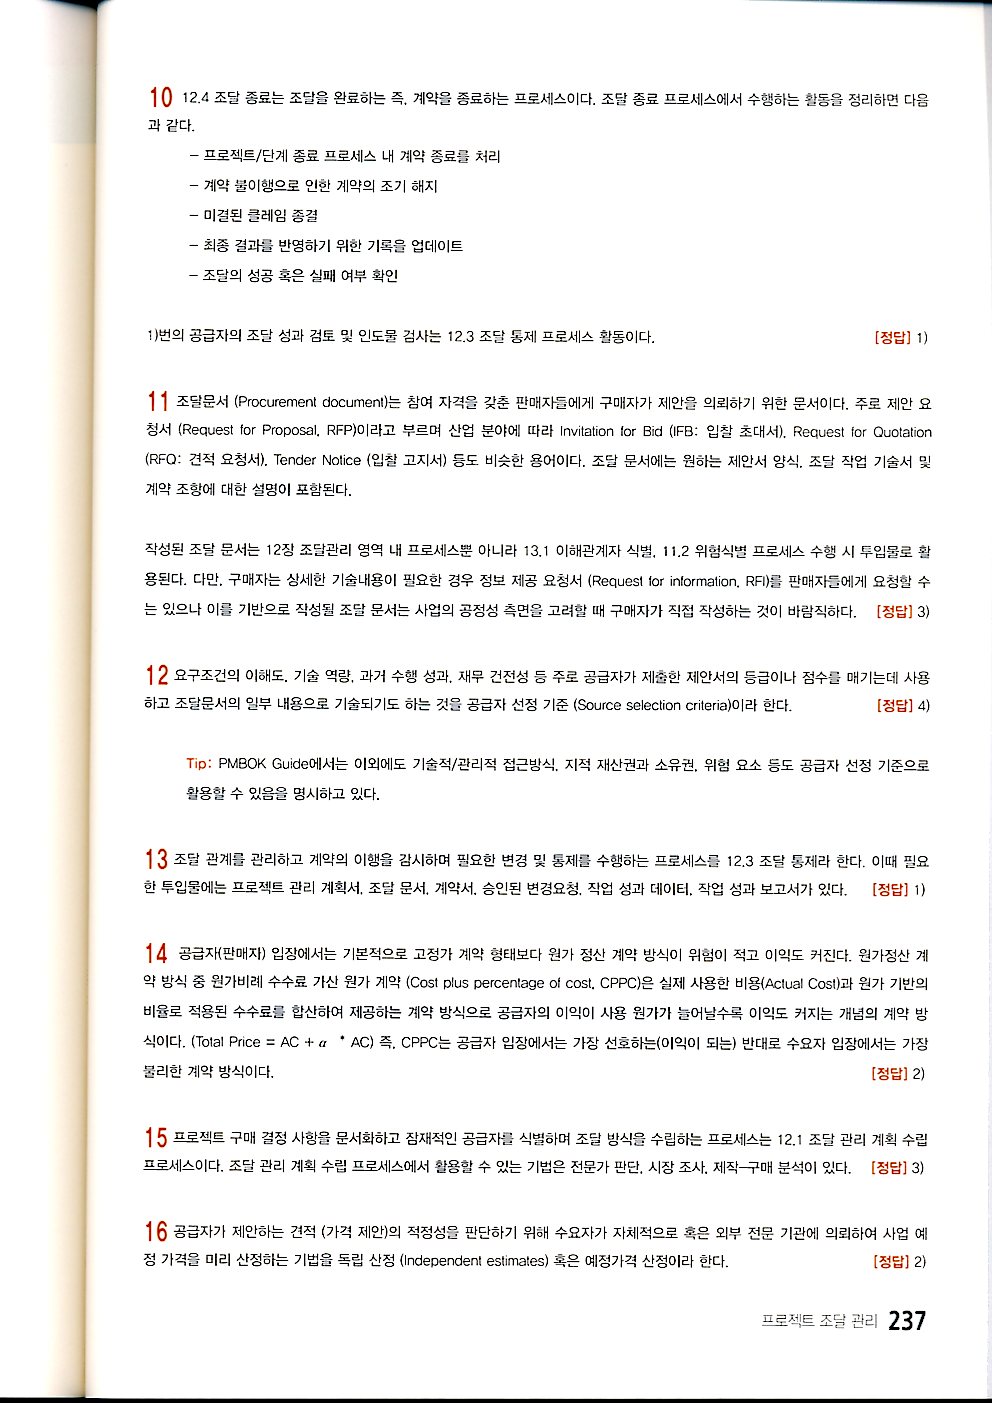 10 12.4 조달 종료는 조달을 완료하는 즉, 계약을 종료하는 프로세스이다. 조달 종료 프로세스에서 수행하는 활동을 정리하면 다음
과 같다.
– 프로젝트/단계 종료 프로세스 내 계약 종료를 처리
– 계약 불이행으로 인한 계약의 조기 해지
– 미결된 클레임 종결
– 최종 결과를 반영하기 위한 기록을 업데이트
– 조달의 성공 혹은 실패 여부 확인
1)번의 공급자의 조달 성과 검토 및 인도물 검사는 12.3 조달 통제 프로세스 활동이다. [정답] 1)
11 조달문서 (Procurement document)는 참여 자격을 갖춘 판매자들에게 구매자가 제안을 의뢰하기 위한 문서이다. 주로 제안 요
청서 (Request for Proposal, RFP)이라고 부르며 산업 분야에 따라 Invitation for Bid (IFB: 입찰 초대서), Request for Quotation
(RFQ: 견적 요청서), Tender Notice (입찰 고지서) 등도 비슷한 용어이다. 조달 문서에는 원하는 제안서 양식, 조달 작업 기술서 및
계약 조항에 대한 설명이 포함된다.
작성된 조달 문서는 12장 조달관리 영역 내 프로세스뿐 아니라 13.1 이해관계자 식별, 11.2 위험식별 프로세스 수행 시 투입물로 활
용된다. 다만, 구매자는 상세한 기술내용이 필요한 경우 정보 제공 요청서 (Request for information, RFI)를 판매자들에게 요청할 수
는 있으나 이를 기반으로 작성될 조달 문서는 사업의 공정성 측면을 고려할 때 구매자가 직접 작성하는 것이 바람직하다. [정답] 3)
12 요구조건의 이해도, 기술 역량, 과거 수행 성과, 재무 건전성 등 주로 공급자가 제출한 제안서의 등급이나 점수를 매기는데 사용
하고 조달문서의 일부 내용으로 기술되기도 하는 것을 공급자 선정 기준 (Source selection criteria)이라 한다. [정답] 4)
Tip: PMBOK Guide에서는 이외에도 기술적/관리적 접근방식, 지적 재산권과 소유권, 위험 요소 등도 공급자 선정 기준으로
활용할 수 있음을 명시하고 있다.
13 조달 관계를 관리하고 계약의 이행을 감시하며 필요한 변경 및 통제를 수행하는 프로세스를 12.3 조달 통제라 한다. 이때 필요
한 투입물에는 프로젝트 관리 계획서, 조달 문서, 계약서, 승인된 변경요청, 작업 성과 데이터, 작업 성과 보고서가 있다. [정답] 1)
14 공급자(판매자) 입장에서는 기본적으로 고정가 계약 형태보다 원가 정산 계약 방식이 위험이 적고 이익도 커진다. 원가정산 계
약 방식 중 원가비례 수수료 가산 원가 계약 (Cost plus percentage of cost, CPPC)은 실제 사용한 비용(Actual Cost)과 원가 기반의
비율로 적용된 수수료를 합산하여 제공하는 계약 방식으로 공급자의 이익이 사용 원가가 늘어날수록 이익도 커지는 개념의 계약 방
식이다. (Total Price = AC + α * AC) 즉, CPPC는 공급자 입장에서는 가장 선호하는(이익이 되는) 반대로 수요자 입장에서는 가장
불리한 계약 방식이다. [정답] 2)
15 프로젝트 구매 결정 사항을 문서화하고 잠재적인 공급자를 식별하며 조달 방식을 수립하는 프로세스는 12.1 조달 관리 계획 수립
프로세스이다. 조달 관리 계획 수립 프로세스에서 활용할 수 있는 기법은 전문가 판단, 시장 조사, 제작–구매 분석이 있다. [정답] 3)
16 공급자가 제안하는 견적 (가격 제안)의 적정성을 판단하기 위해 수요자가 자체적으로 혹은 외부 전문 기관에 의뢰하여 사업 예
정 가격을 미리 산정하는 기법을 독립 산정 (Independent estimates) 혹은 예정가격 산정이라 한다. [정답] 2)
프로젝트 조달 관리 237